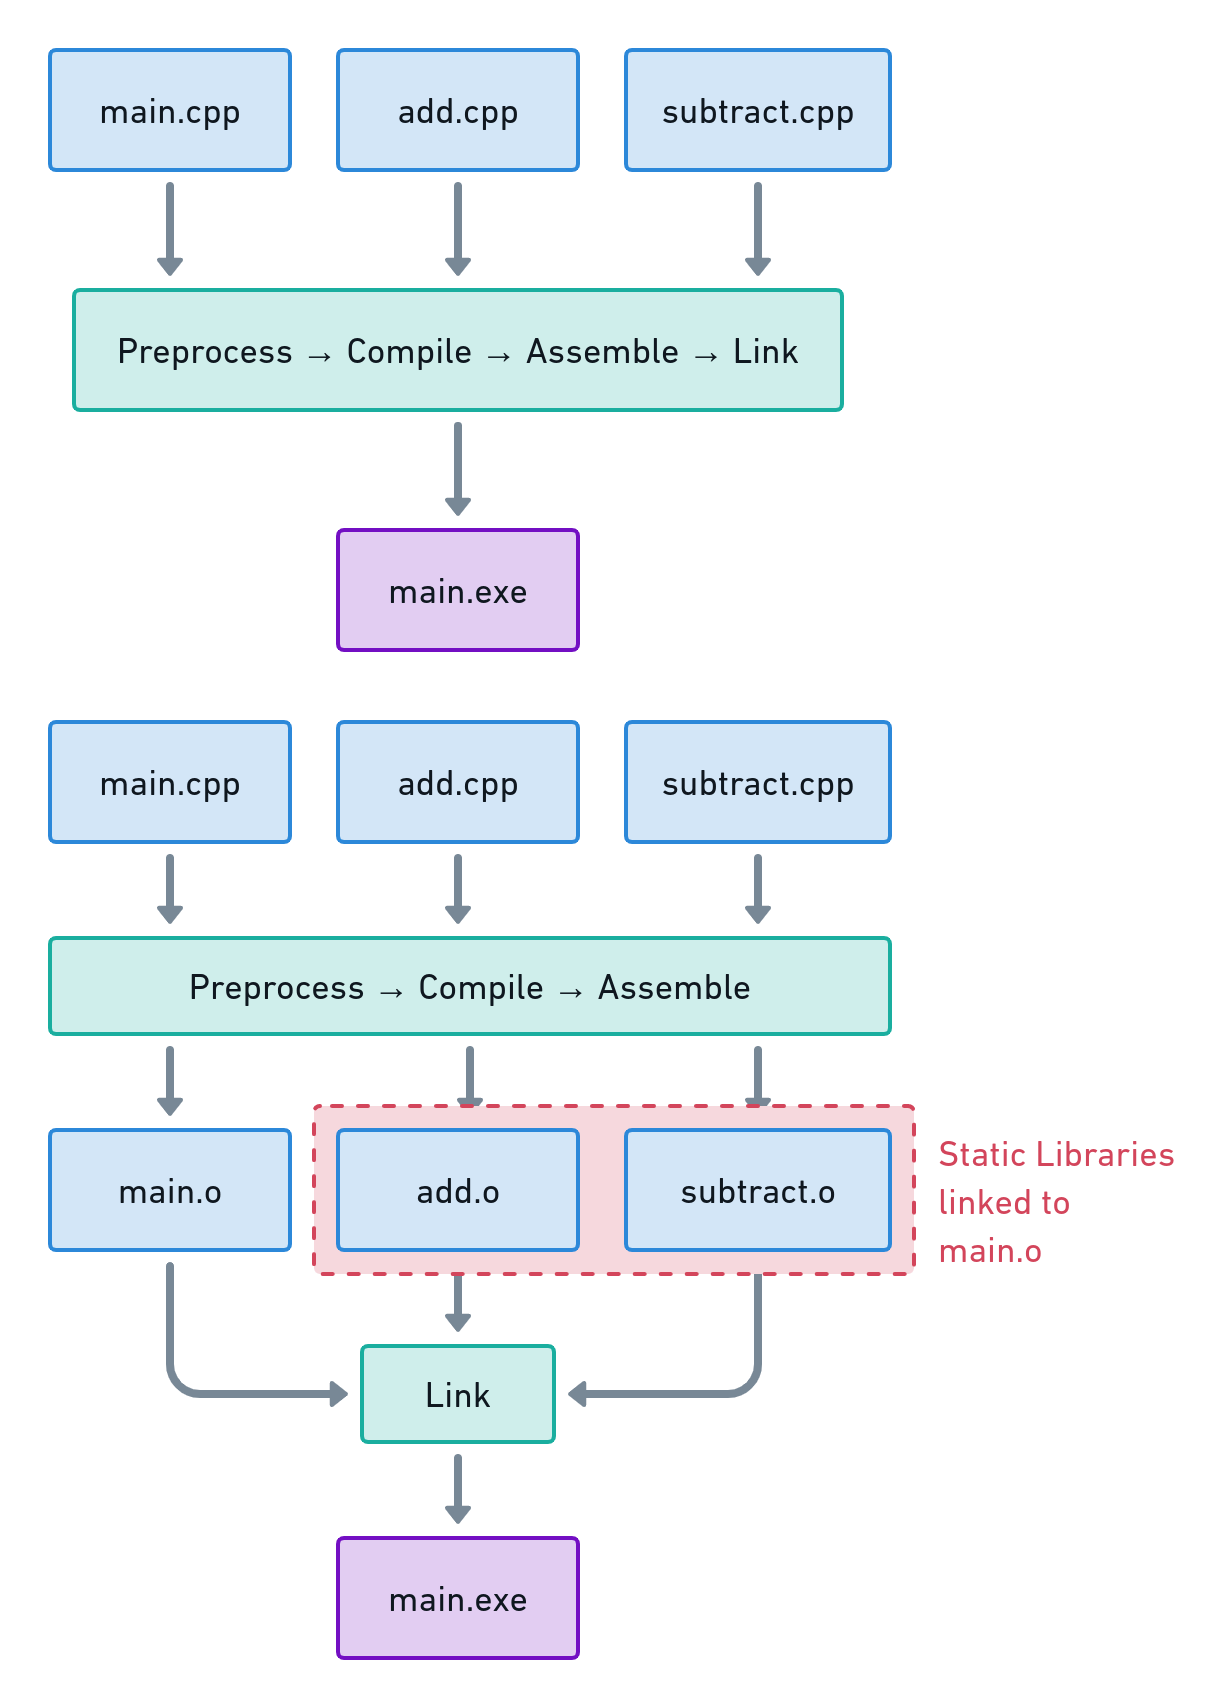 main.cpp
add.cpp
subtract.cpp
Preprocess → Compile → Assemble → Link
main.exe
main.cpp
add.cpp
subtract.cpp
Preprocess → Compile → Assemble
main.o
add.o
subtract.o
Static Libraries
linked to
main.o
Link
main.exe